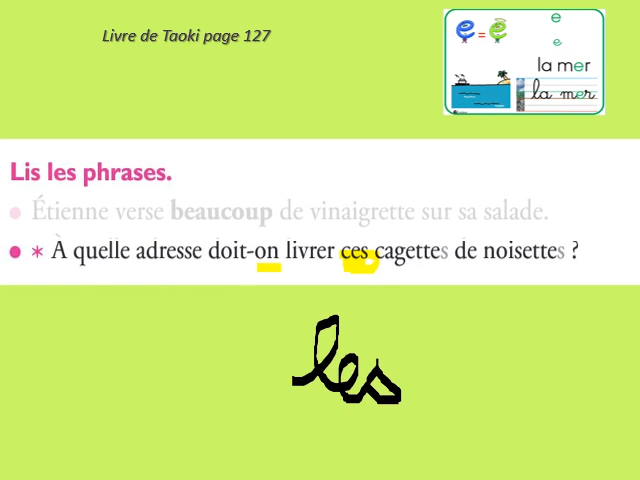 Livre de Taoki page 127
e = e
e
e
la mer
la mer
Lis les phrases.
• Étienne verse beaucoup de vinaigrette sur sa salade.
• * À quelle adresse doit-on livrer ces cagettes de noisettes ?
les